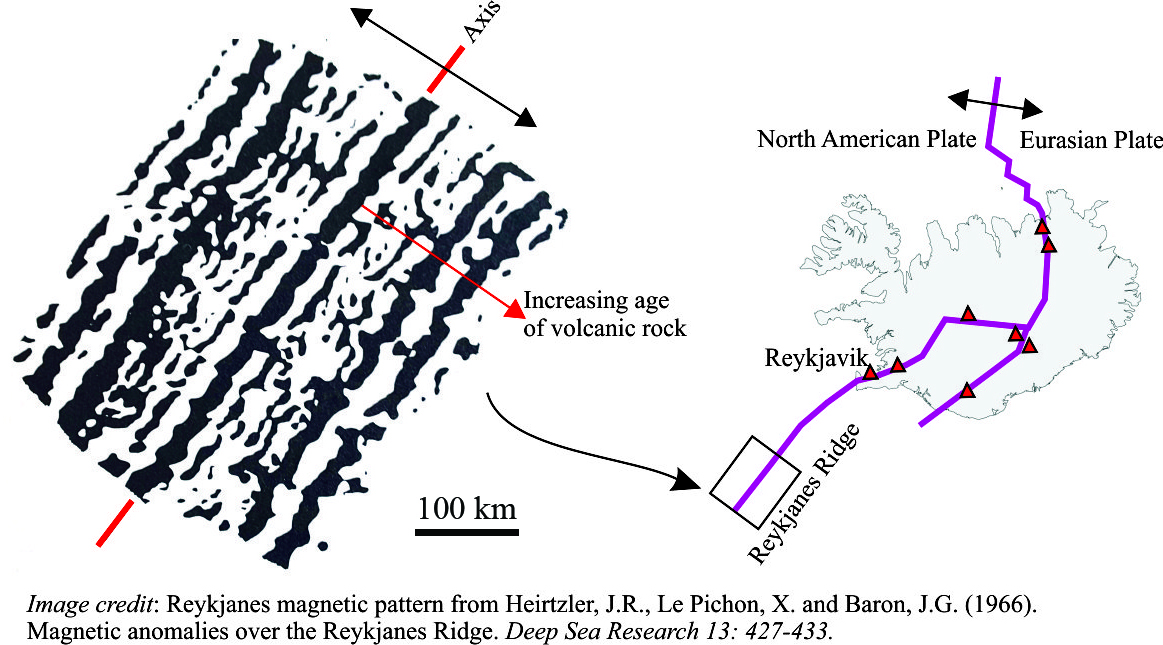 Axis
North American Plate
Eurasian Plate
Increasing age
of volcanic rock
Reykjavik
100 km
Reykjanes Ridge
Image credit: Reykjanes magnetic pattern from Heirtzler, J.R., Le Pichon, X. and Baron, J.G. (1966).
Magnetic anomalies over the Reykjanes Ridge. Deep Sea Research 13: 427-433.